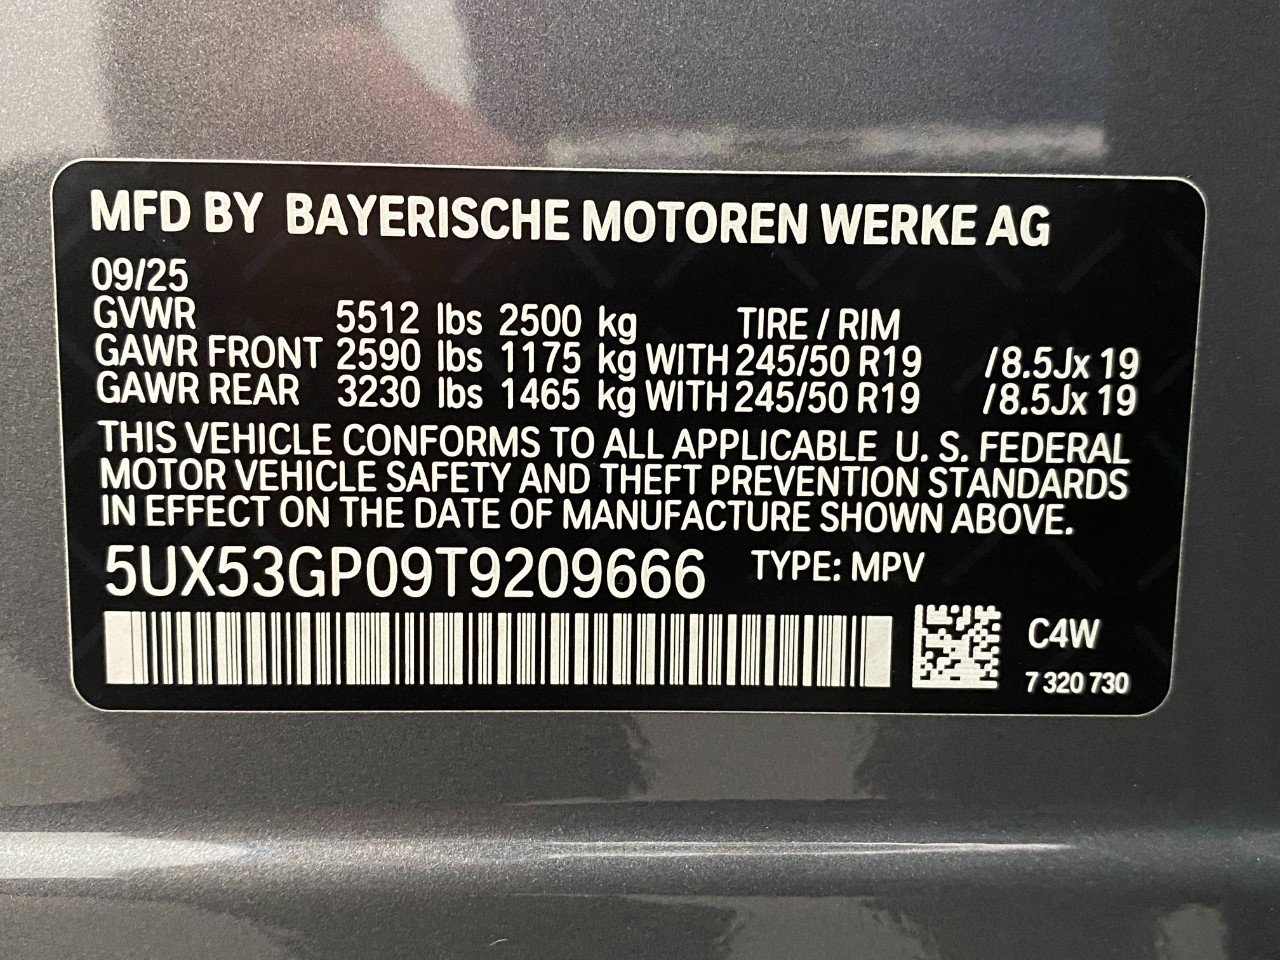 MFD BY BAYERISCHE MOTOREN WERKE AG
09/25
GVWR 5512 lbs 2500 kg TIRE / RIM
GAWR FRONT 2590 lbs 1175 kg WITH 245/50 R19 /8.5Jx 19
GAWR REAR 3230 lbs 1465 kg WITH 245/50 R19 /8.5Jx 19
THIS VEHICLE CONFORMS TO ALL APPLICABLE U. S. FEDERAL
MOTOR VEHICLE SAFETY AND THEFT PREVENTION STANDARDS
IN EFFECT ON THE DATE OF MANUFACTURE SHOWN ABOVE.
5UX53GP09T9209666 TYPE: MPV
C4W
7 320 730